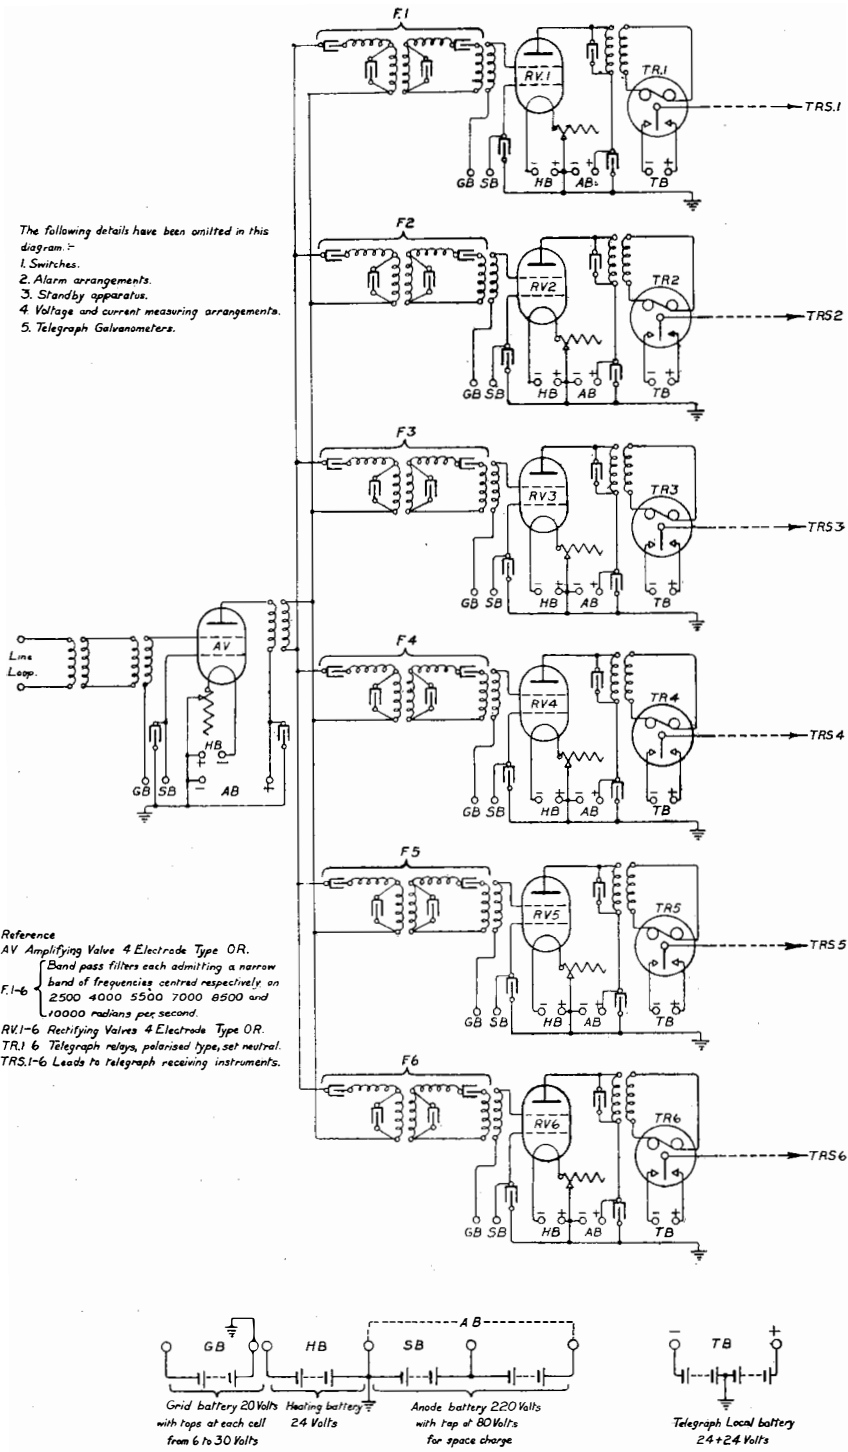 F.1
RV.1
TR.1
TRS.1
GB SB HB AB TB
The following details have been omitted in this
diagram :-
1. Switches.
2. Alarm arrangements.
3. Standby apparatus.
4. Voltage and current measuring arrangements.
5. Telegraph Galvanometers.
F2
RV2
TR2
TRS2
GB SB HB AB TB
F3
RV3
TR3
TRS3
GB SB HB AB TB
Line
Loop.
AV
HB
GB SB AB
F4
RV4
TR4
TRS4
GB SB HB AB TB
F5
RV5
TR5
TRS5
GB SB HB AB TB
Reference
AV Amplifying Valve 4 Electrode Type OR.
F.1-6 Band pass filters each admitting a narrow
band of frequencies centred respectively on
2500 4000 5500 7000 8500 and
10000 radians per second.
RV.1-6 Rectifying Valves 4 Electrode Type OR.
TR.1 6 Telegraph relays, polarised type, set neutral.
TRS.1-6 Leads to telegraph receiving instruments.
F6
RV6
TR6
TRS6
GB SB HB AB TB
AB
GB HB SB
− TB +
Grid battery 20 Volts
with tops at each cell
from 6 to 30 Volts
Heating battery
24 Volts
Anode battery 220 Volts
with tap at 80 Volts
for space charge
Telegraph Local battery
24+24 Volts